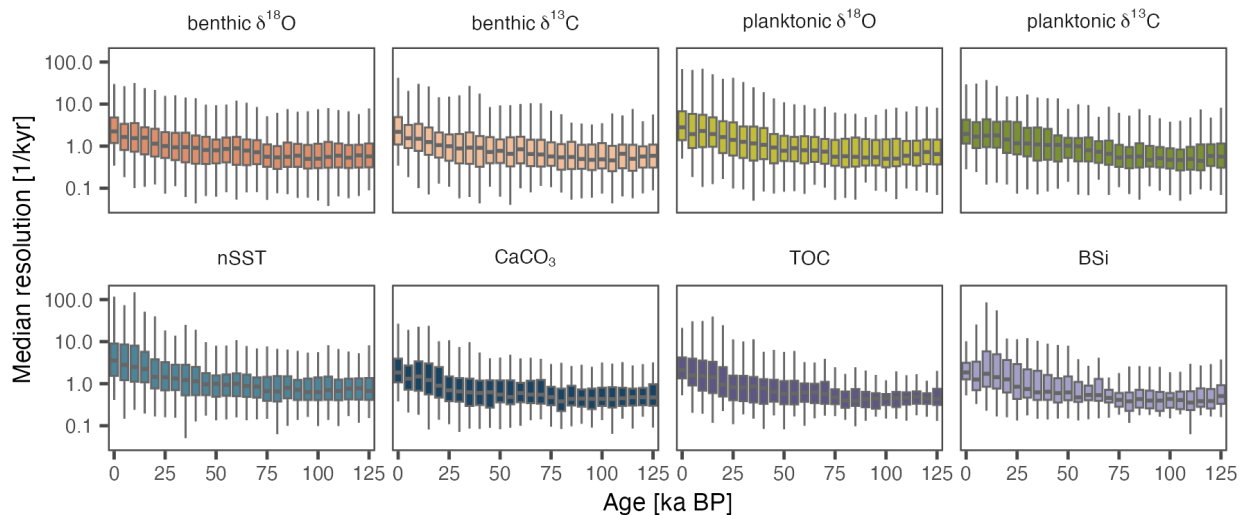 benthic δ¹⁸O benthic δ¹³C planktonic δ¹⁸O planktonic δ¹³C
Median resolution [1/kyr]
100.0
10.0
1.0
0.1
nSST CaCO₃ TOC BSi
100.0
10.0
1.0
0.1
0 25 50 75 100 125 0 25 50 75 100 125 0 25 50 75 100 125 0 25 50 75 100 125
Age [ka BP]